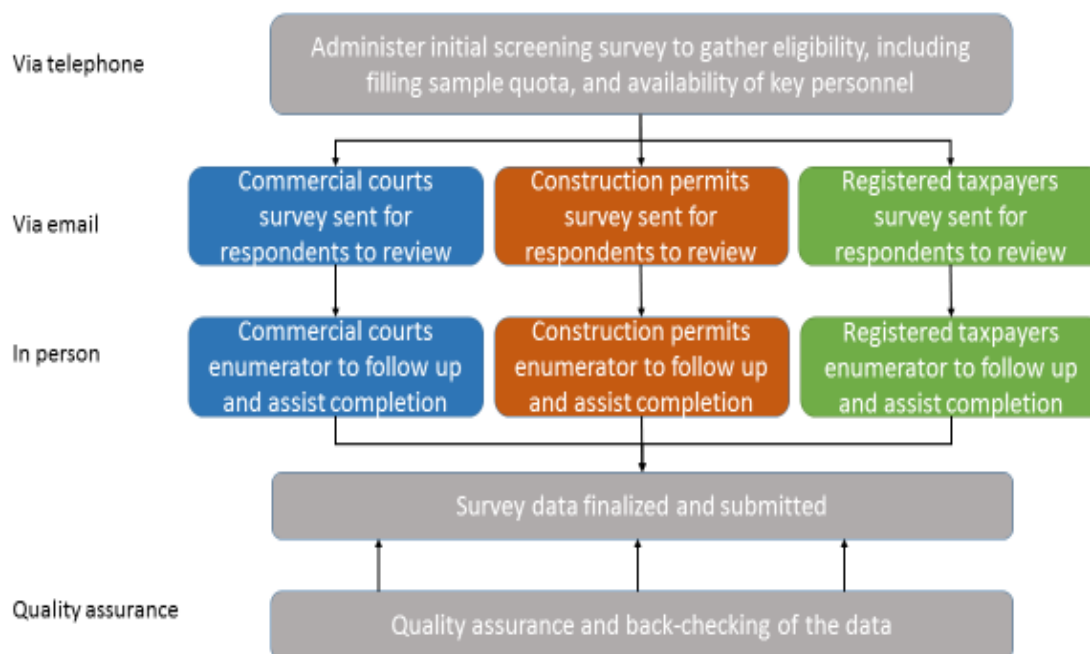 Via telephone
Administer initial screening survey to gather eligibility, including
filling sample quota, and availability of key personnel
Via email
Commercial courts
survey sent for
respondents to review
Construction permits
survey sent for
respondents to review
Registered taxpayers
survey sent for
respondents to review
In person
Commercial courts
enumerator to follow up
and assist completion
Construction permits
enumerator to follow up
and assist completion
Registered taxpayers
enumerator to follow up
and assist completion
Survey data finalized and submitted
Quality assurance
Quality assurance and back-checking of the data